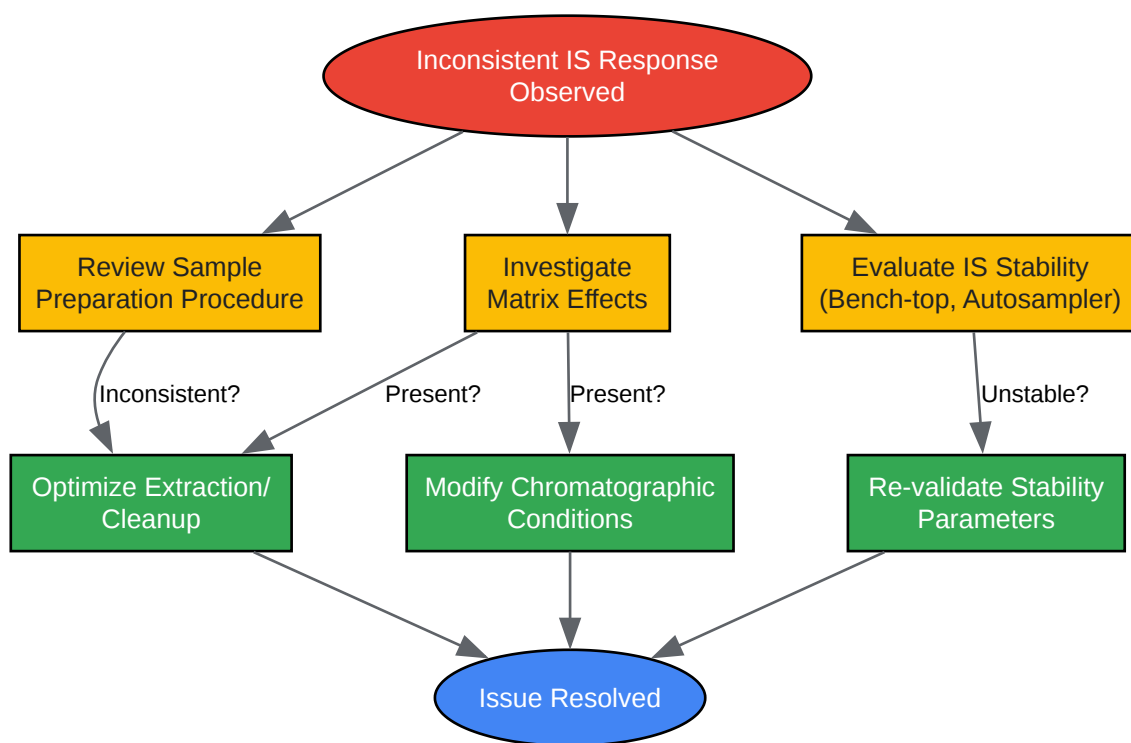 Inconsistent IS Response
Observed
Review Sample
Preparation Procedure
Investigate
Matrix Effects
Evaluate IS Stability
(Bench-top, Autosampler)
Inconsistent?
Present?
Present?
Unstable?
Optimize Extraction/
Cleanup
Modify Chromatographic
Conditions
Re-validate Stability
Parameters
Issue Resolved